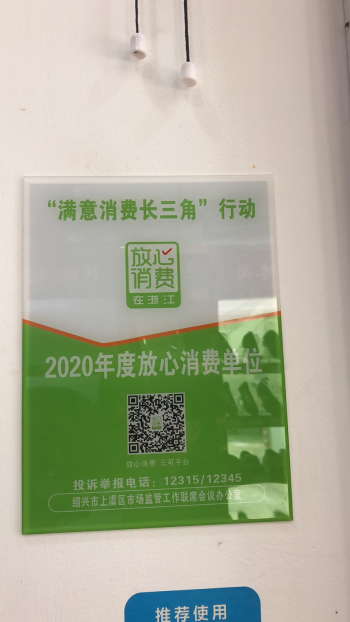 “满意消费长三角”行动
放心
消费
在浙江
2020年度放心消费单位
放心消费 三可平台
投诉举报电话：12315/12345
绍兴市上虞区市场监管工作联席会议办公室
推荐使用